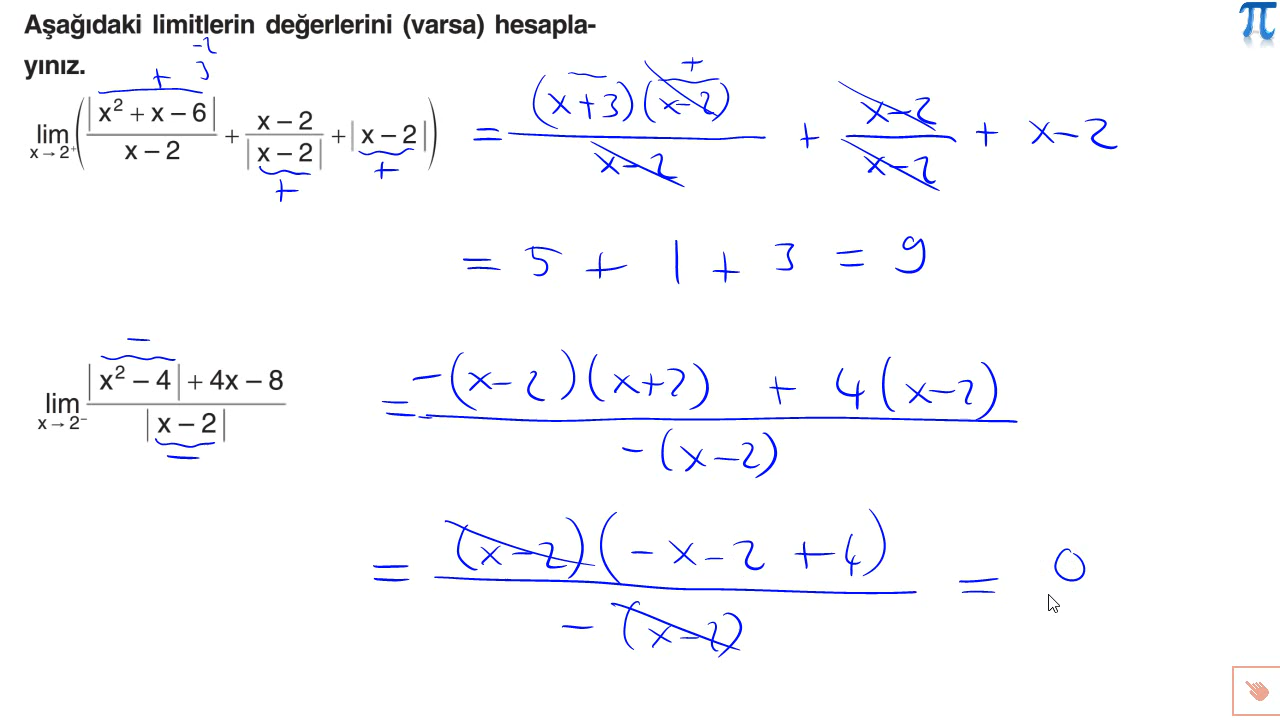 Aşağıdaki limitlerin değerlerini (varsa) hesapla-
yınız.
+ -2 3
lim x→2⁺ ( |x² + x − 6| / x − 2 + x − 2 / |x − 2| + |x − 2| ) = (x+3)(x-2) / x-2 + x-2 / x-2 + x-2
+ + +
= 5 + 1 + 3 = 9
−
lim x→2⁻ |x² − 4| + 4x − 8 / |x − 2| = -(x-2)(x+2) + 4(x-2) / -(x-2)
−
= (x-2)(-x-2+4) / -(x-2) = 0
π